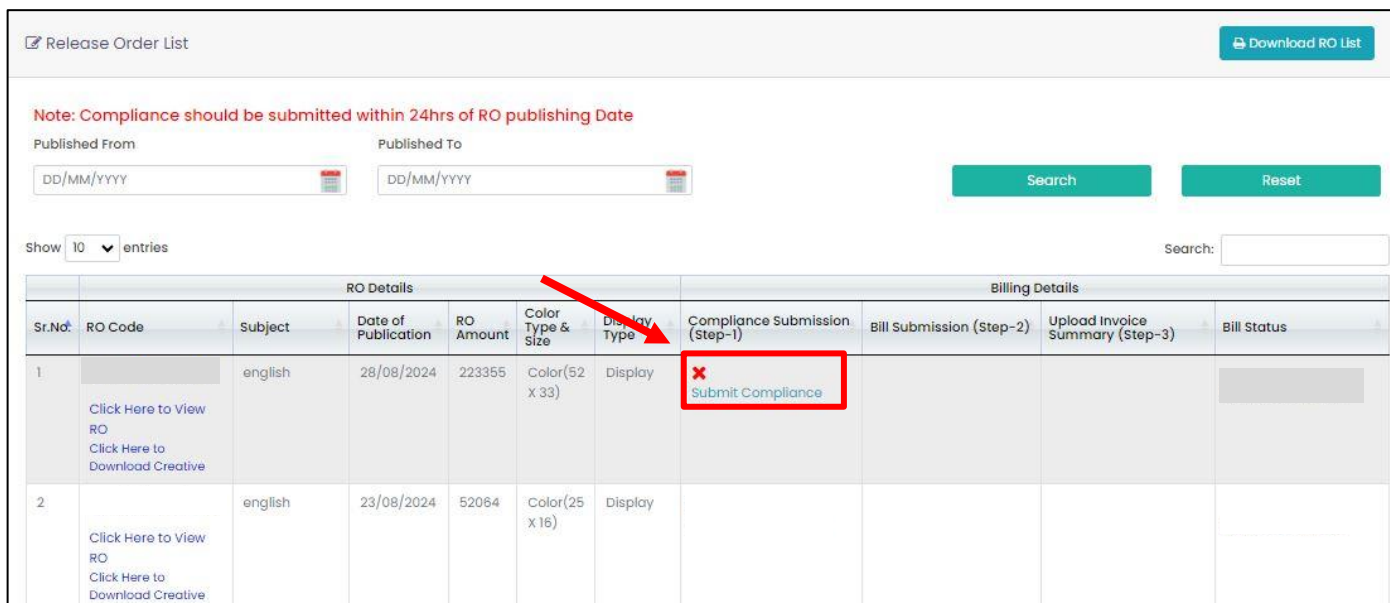 Release Order List
Download RO List
Note: Compliance should be submitted within 24hrs of RO publishing Date
Published From
Published To
DD/MM/YYYY
DD/MM/YYYY
Search
Reset
Show 10 entries
Search:
RO Details
Billing Details
Sr.No.
RO Code
Subject
Date of
Publication
RO
Amount
Color
Type &
Size
Display
Type
Compliance Submission
(Step-1)
Bill Submission (Step-2)
Upload Invoice
Summary (Step-3)
Bill Status
1
Click Here to View
RO
Click Here to
Download Creative
english
28/08/2024
223355
Color(52
X 33)
Display
Submit Compliance
2
Click Here to View
RO
Click Here to
Download Creative
english
23/08/2024
52064
Color(25
X 16)
Display